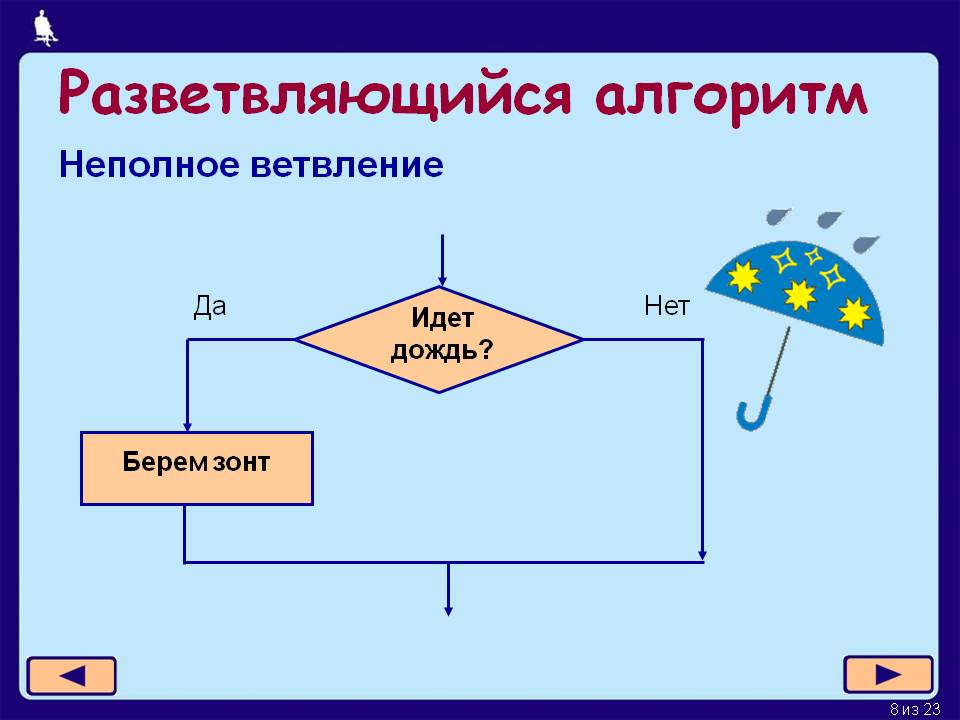 Разветвляющийся алгоритм
Неполное ветвление
Да
Идет
дождь?
Нет
Берем зонт
8 из 23